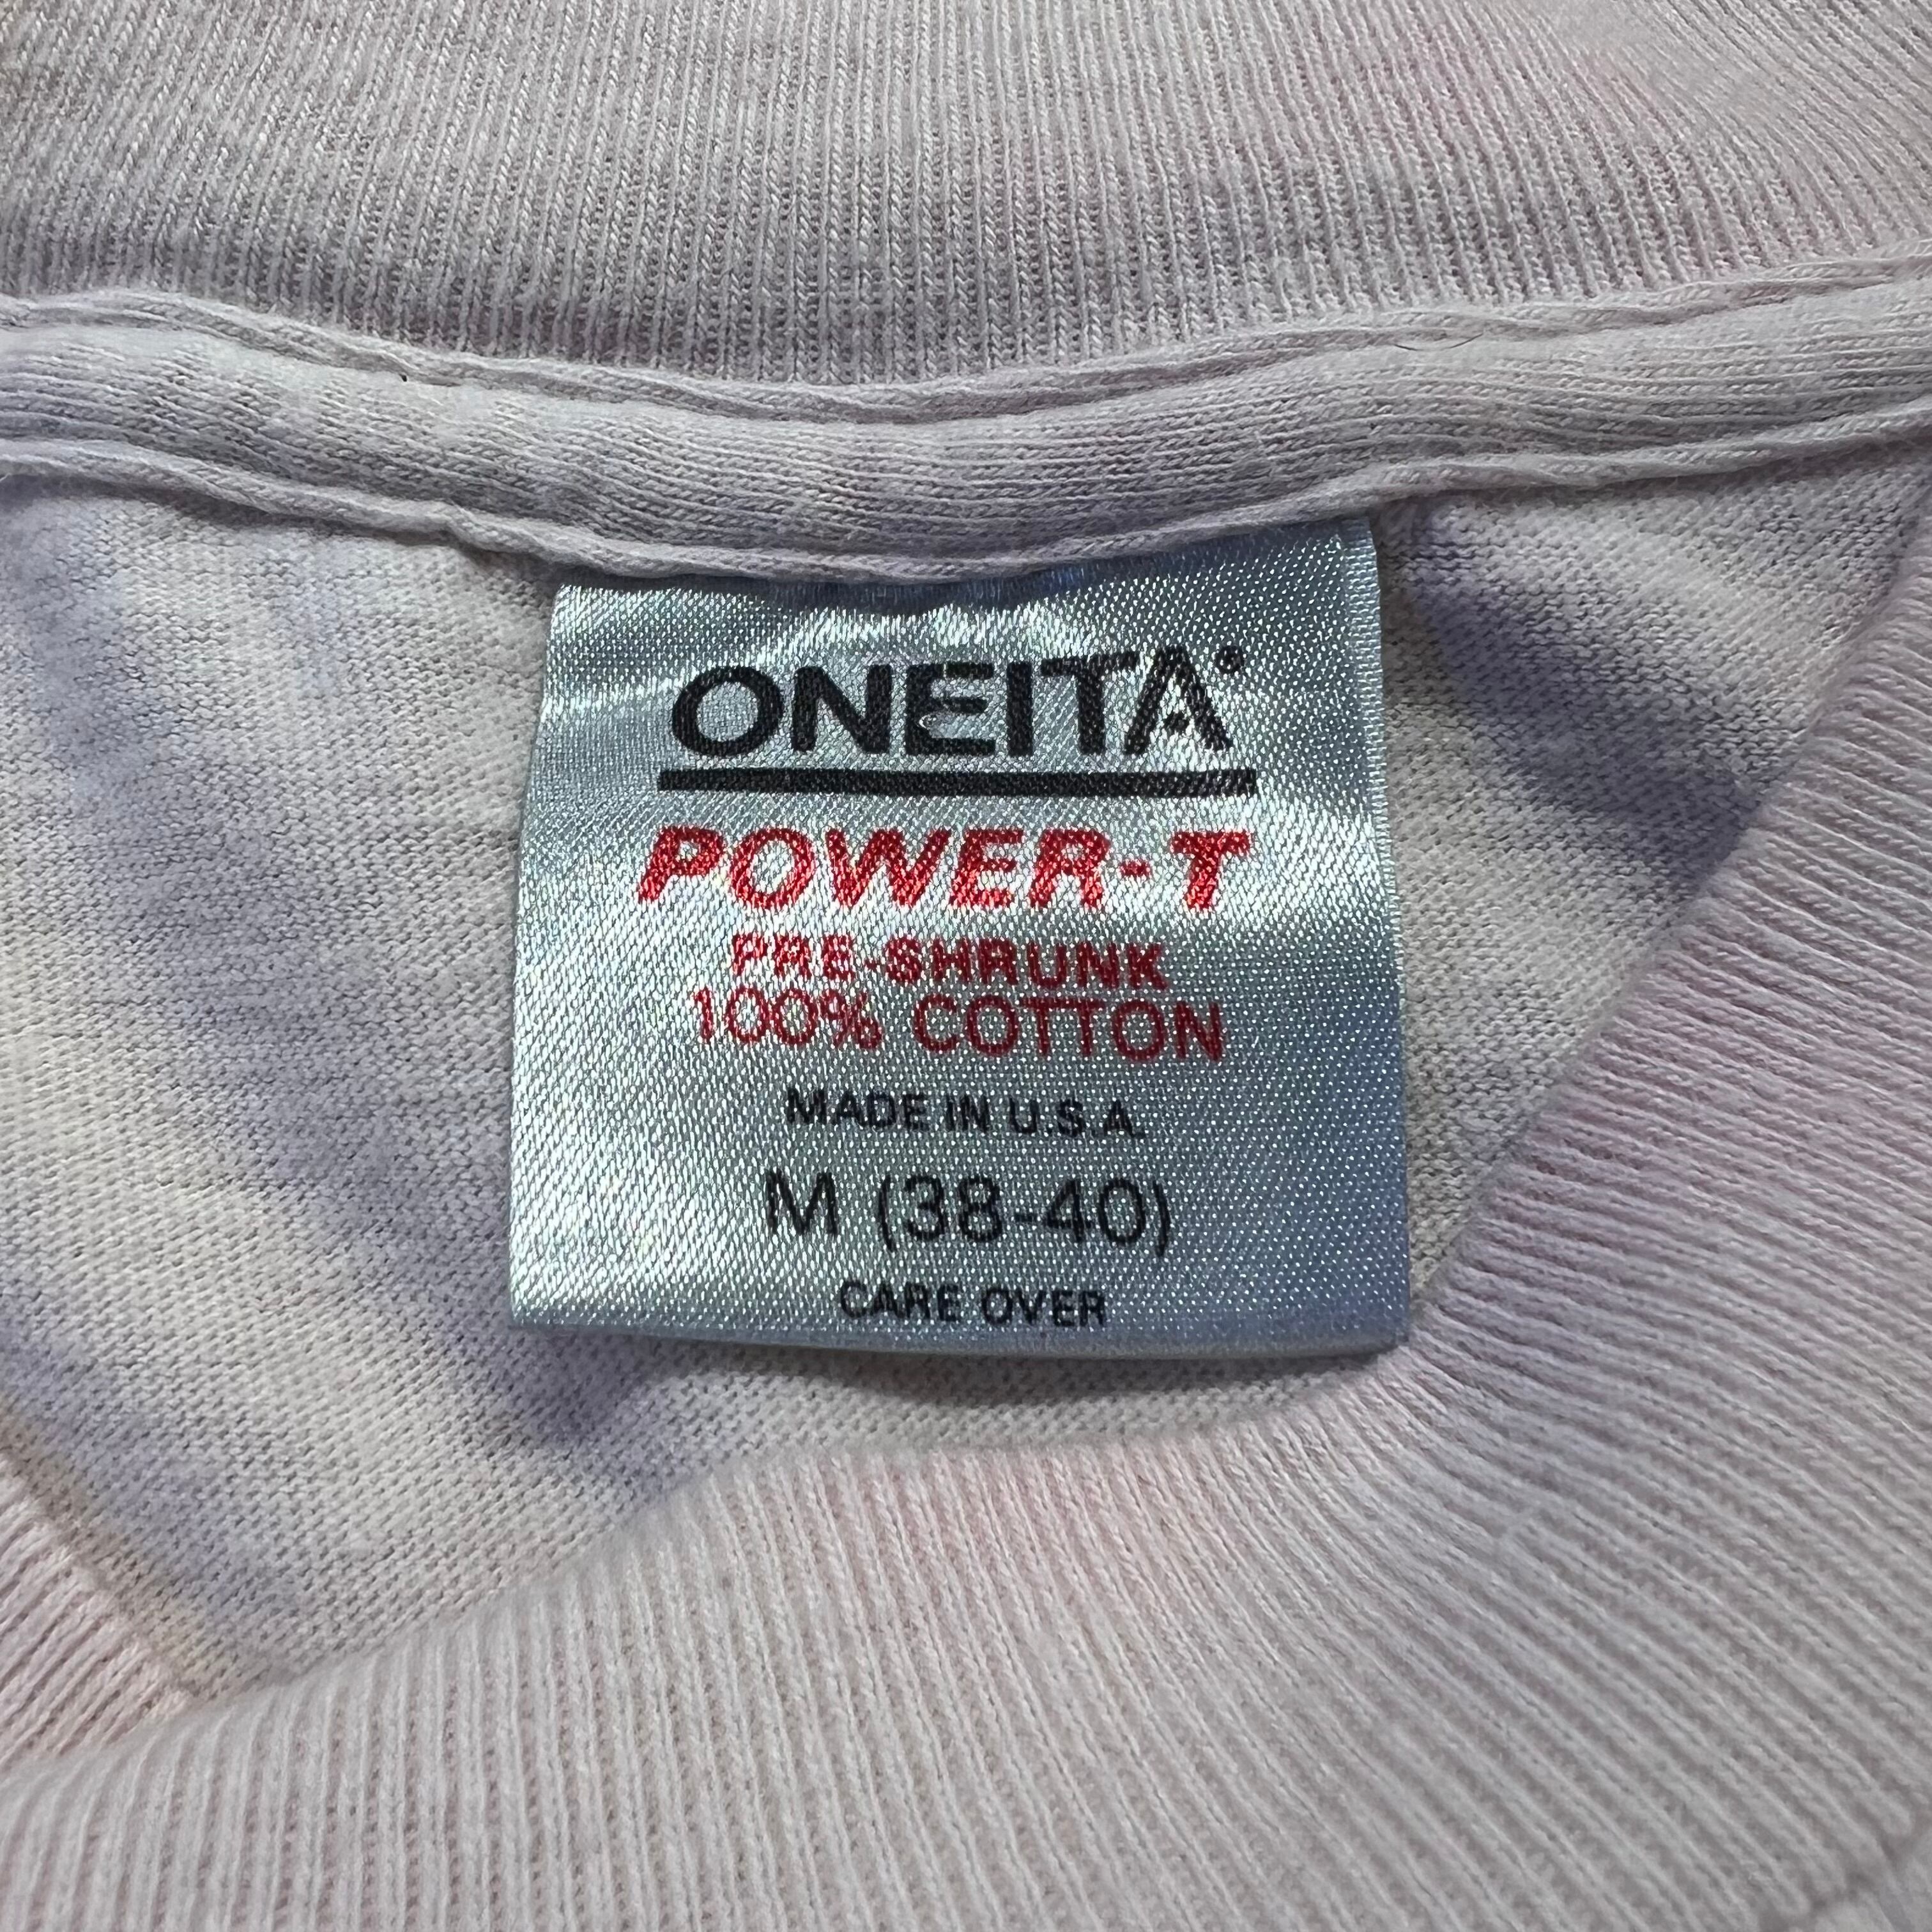 ONEITA®
POWER-T
PRE-SHRUNK
100% COTTON
MADE IN U.S.A.
M (38-40)
CARE OVER